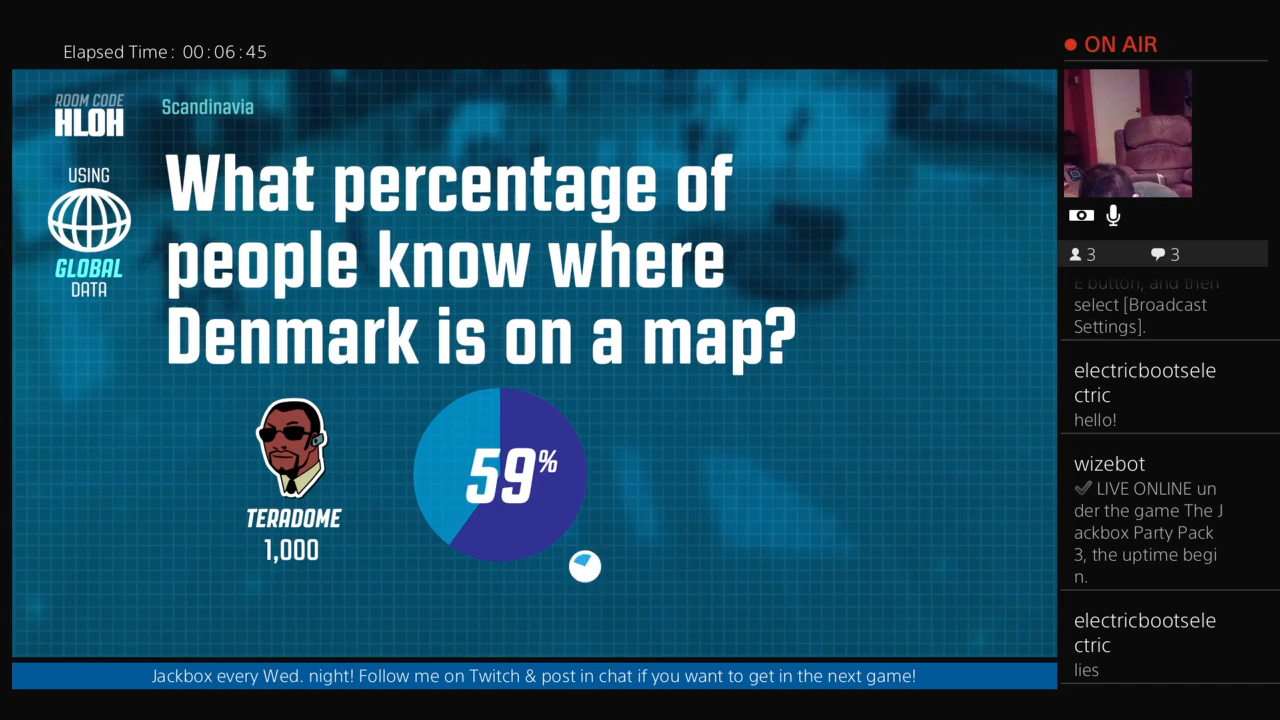 Elapsed Time: 00:06:45
ROOM CODE
HLOH
Scandinavia
USING
GLOBAL
DATA
What percentage of
people know where
Denmark is on a map?
59%
TERADOME
1,000
Jackbox every Wed. night! Follow me on Twitch & post in chat if you want to get in the next game!
ON AIR
3 3
E button, and then
select [Broadcast
Settings].
electricbootsele
ctric
hello!
wizebot
✔ LIVE ONLINE un
der the game The J
ackbox Party Pack
3, the uptime begi
n.
electricbootsele
ctric
lies